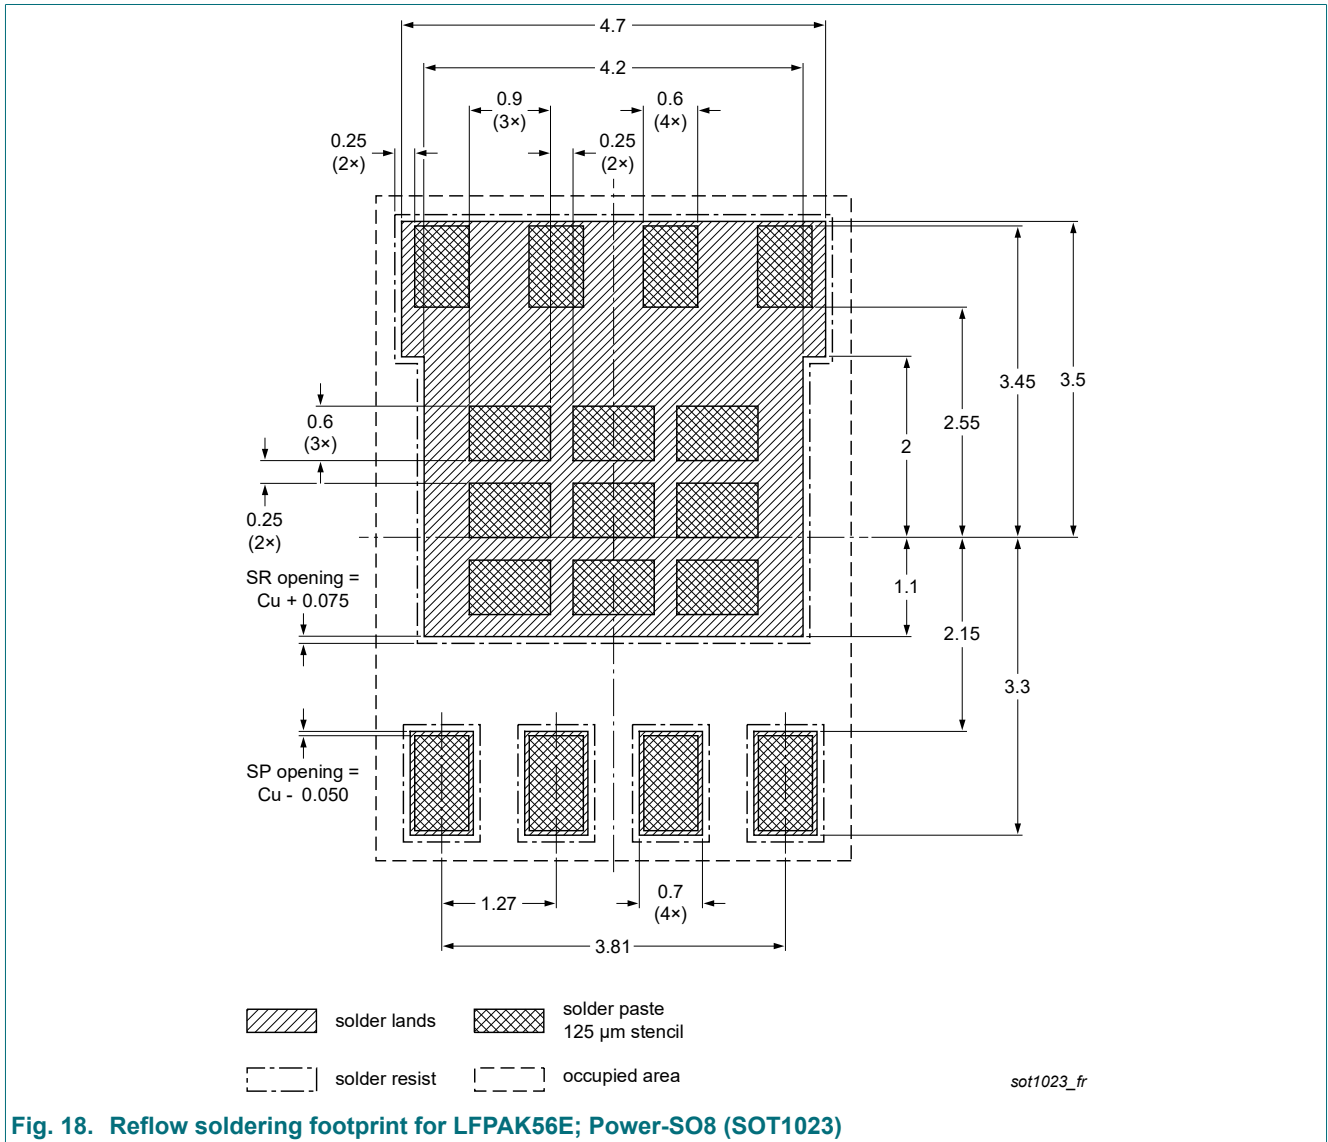 4.7
4.2
0.9
(3×)
0.6
(4×)
0.25
(2×)
0.25
(2×)
3.45
3.5
2.55
2
0.6
(3×)
0.25
(2×)
SR opening =
Cu + 0.075
1.1
2.15
3.3
SP opening =
Cu - 0.050
1.27
0.7
(4×)
3.81
solder lands
solder paste
125 µm stencil
solder resist
occupied area
sot1023_fr
Fig. 18. Reflow soldering footprint for LFPAK56E; Power-SO8 (SOT1023)